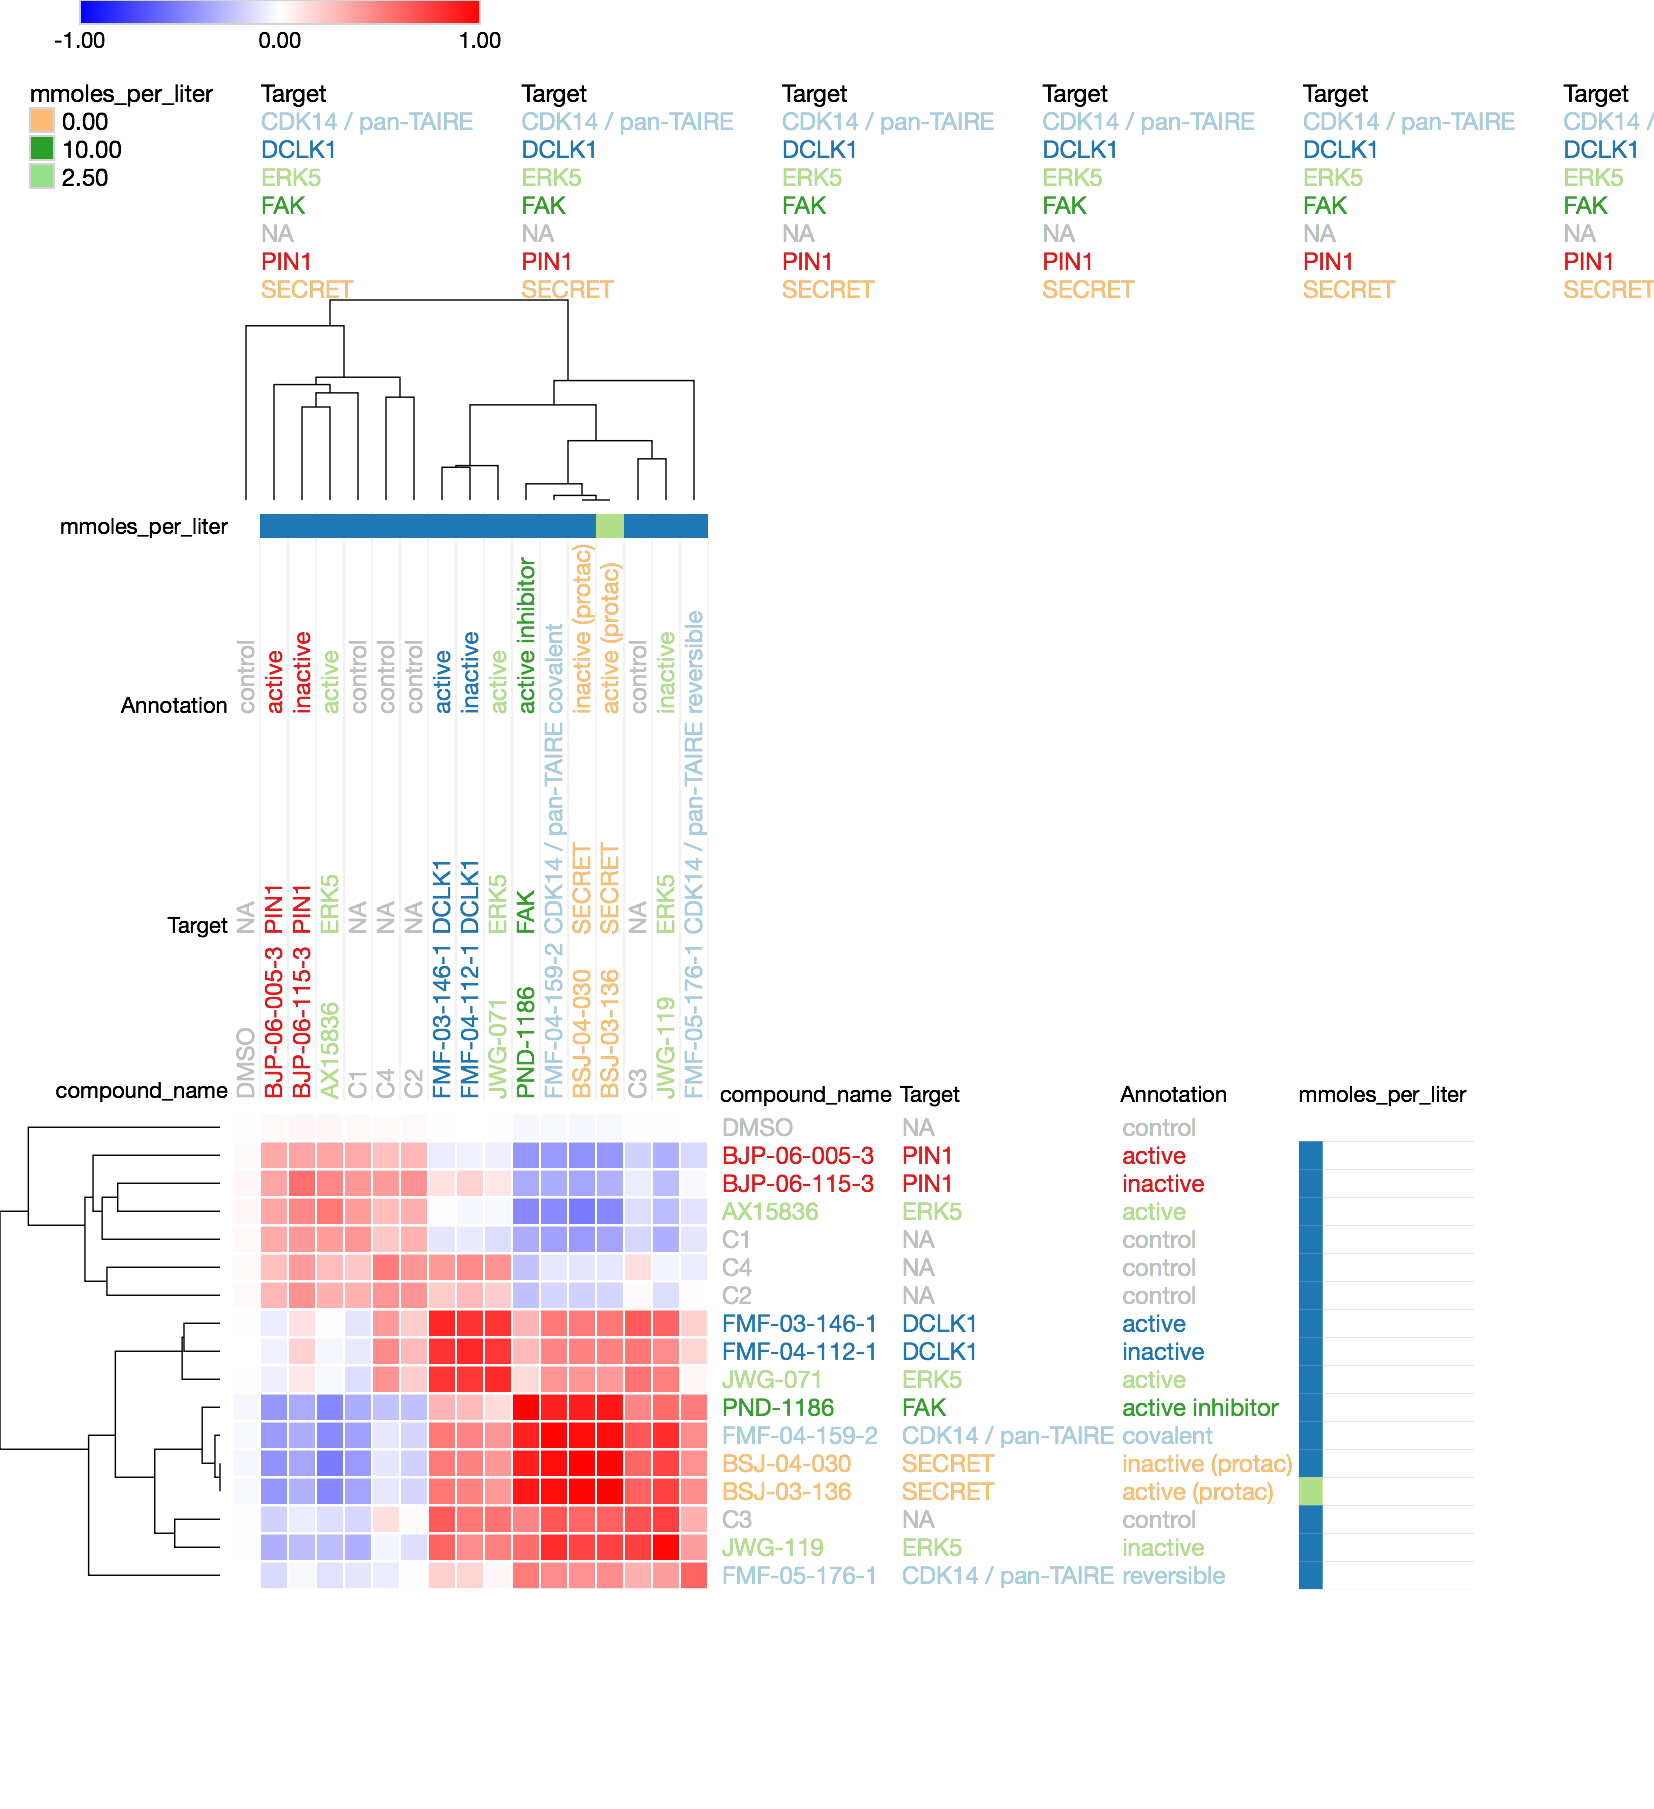 -1.00 0.00 1.00
mmoles_per_liter Target Target Target Target Target Target
0.00 CDK14 / pan-TAIRE CDK14 / pan-TAIRE CDK14 / pan-TAIRE CDK14 / pan-TAIRE CDK14 / pan-TAIRE CDK14 /
10.00 DCLK1 DCLK1 DCLK1 DCLK1 DCLK1 DCLK1
2.50 ERK5 ERK5 ERK5 ERK5 ERK5 ERK5
FAK FAK FAK FAK FAK FAK
NA NA NA NA NA NA
PIN1 PIN1 PIN1 PIN1 PIN1 PIN1
SECRET SECRET SECRET SECRET SECRET SECRET
mmoles_per_liter
Annotation control active inactive active control control control active inactive active active inhibitor covalent inactive (protac) active (protac) control inactive reversible
Target NA PIN1 PIN1 ERK5 NA NA NA DCLK1 DCLK1 ERK5 FAK CDK14 / pan-TAIRE SECRET SECRET NA ERK5 CDK14 / pan-TAIRE
compound_name DMSO BJP-06-005-3 BJP-06-115-3 AX15836 C1 C4 C2 FMF-03-146-1 FMF-04-112-1 JWG-071 PND-1186 FMF-04-159-2 BSJ-04-030 BSJ-03-136 C3 JWG-119 FMF-05-176-1
compound_name Target Annotation mmoles_per_liter
DMSO NA control
BJP-06-005-3 PIN1 active
BJP-06-115-3 PIN1 inactive
AX15836 ERK5 active
C1 NA control
C4 NA control
C2 NA control
FMF-03-146-1 DCLK1 active
FMF-04-112-1 DCLK1 inactive
JWG-071 ERK5 active
PND-1186 FAK active inhibitor
FMF-04-159-2 CDK14 / pan-TAIRE covalent
BSJ-04-030 SECRET inactive (protac)
BSJ-03-136 SECRET active (protac)
C3 NA control
JWG-119 ERK5 inactive
FMF-05-176-1 CDK14 / pan-TAIRE reversible